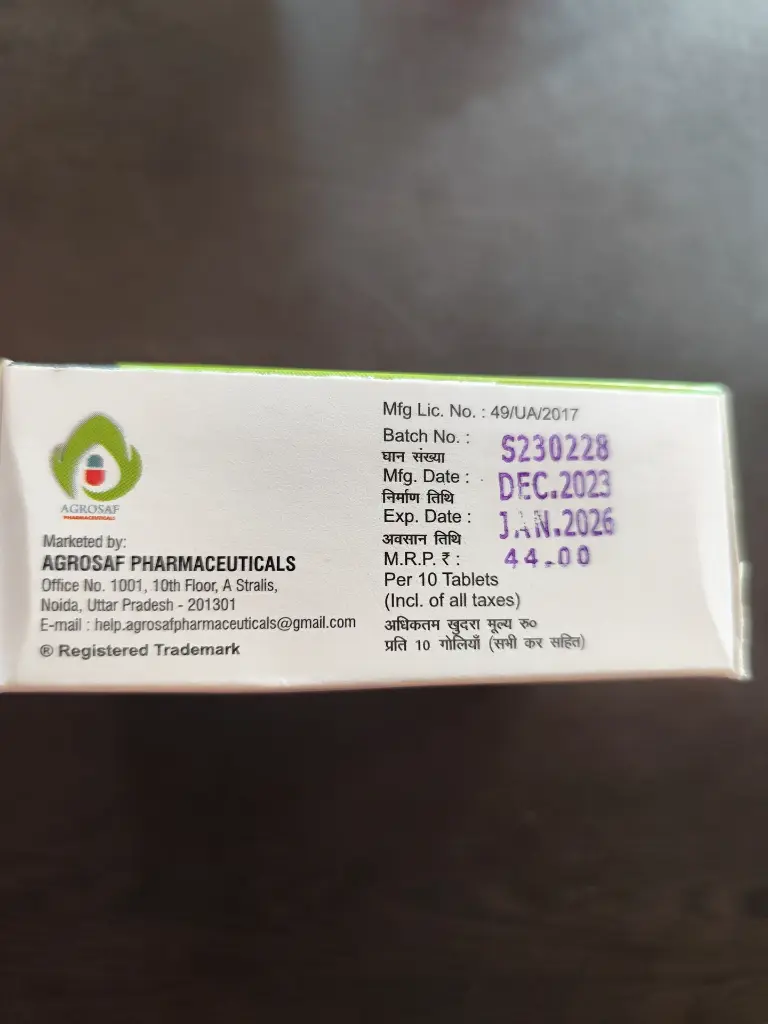 AGROSAF
PHARMACEUTICALS
Marketed by:
AGROSAF PHARMACEUTICALS
Office No. 1001, 10th Floor, A Stralis,
Noida, Uttar Pradesh - 201301
E-mail : help.agrosafpharmaceuticals@gmail.com
® Registered Trademark
Mfg Lic. No. : 49/UA/2017
Batch No. : S230228
घान संख्या
Mfg. Date : DEC.2023
निर्माण तिथि
Exp. Date : JAN.2026
अवसान तिथि
M.R.P. ₹ : 44.00
Per 10 Tablets
(Incl. of all taxes)
अधिकतम खुदरा मूल्य रु०
प्रति 10 गोलियाँ (सभी कर सहित)